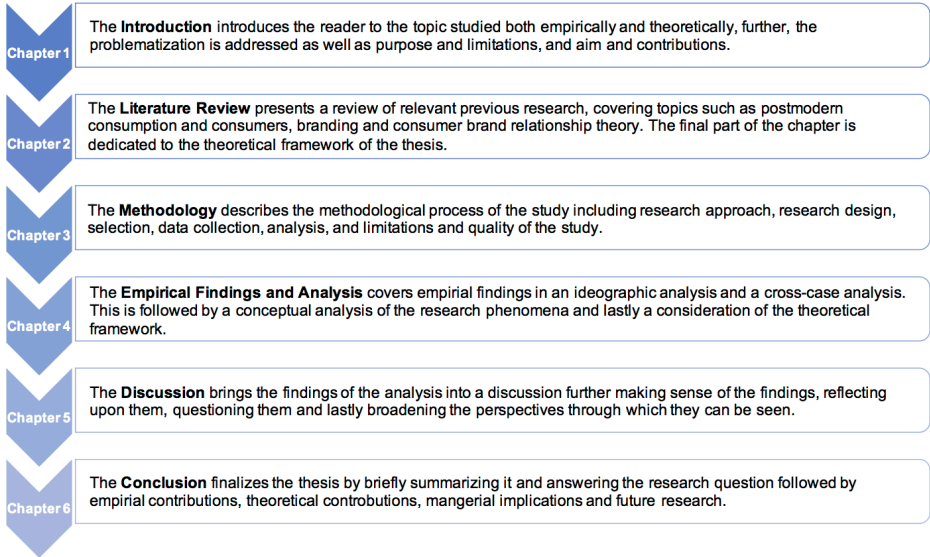 Chapter 1
The Introduction introduces the reader to the topic studied both empirically and theoretically, further, the
problematization is addressed as well as purpose and limitations, and aim and contributions.
Chapter 2
The Literature Review presents a review of relevant previous research, covering topics such as postmodern
consumption and consumers, branding and consumer brand relationship theory. The final part of the chapter is
dedicated to the theoretical framework of the thesis.
Chapter 3
The Methodology describes the methodological process of the study including research approach, research design,
selection, data collection, analysis, and limitations and quality of the study.
Chapter 4
The Empirical Findings and Analysis covers empirial findings in an ideographic analysis and a cross-case analysis.
This is followed by a conceptual analysis of the research phenomena and lastly a consideration of the theoretical
framework.
Chapter 5
The Discussion brings the findings of the analysis into a discussion further making sense of the findings, reflecting
upon them, questioning them and lastly broadening the perspectives through which they can be seen.
Chapter 6
The Conclusion finalizes the thesis by briefly summarizing it and answering the research question followed by
empirial contributions, theoretical controbutions, mangerial implications and future research.